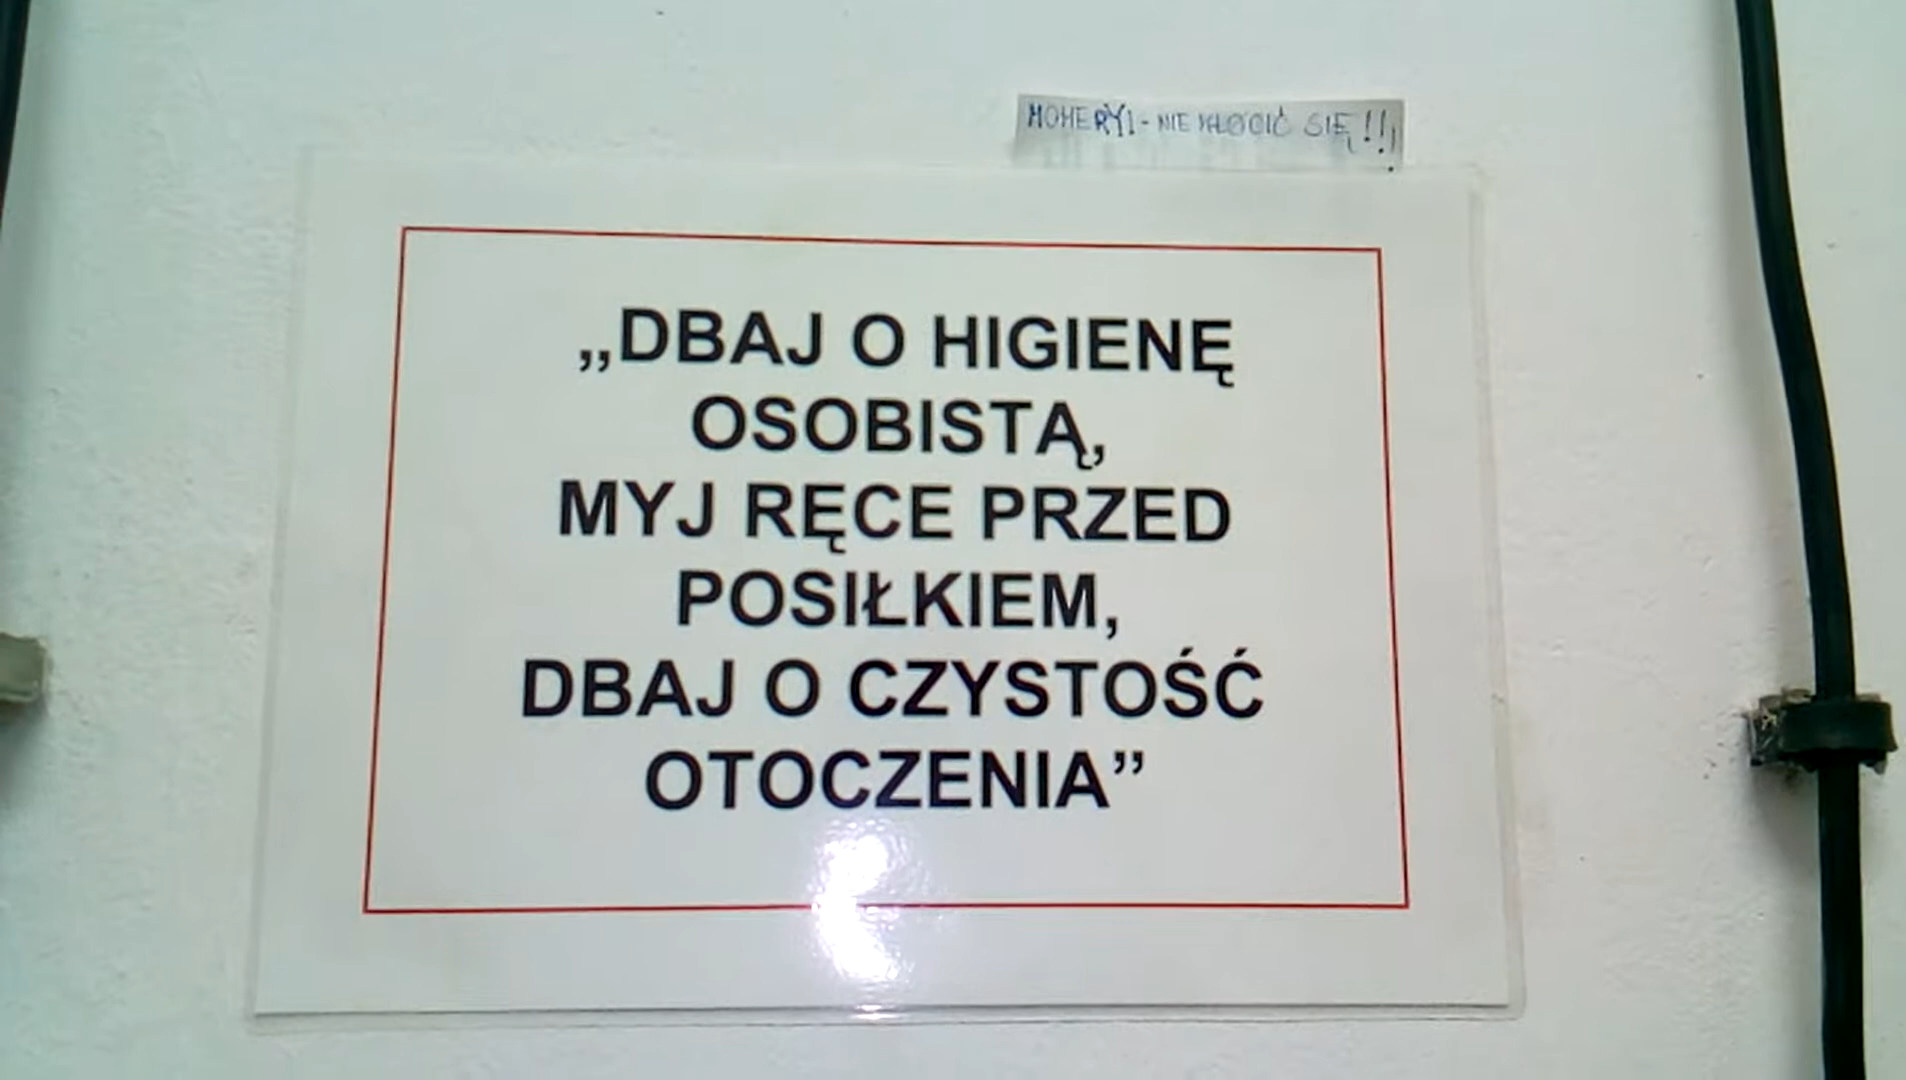 MOHERY! - NIE KŁÓCIĆ SIĘ!!!
„DBAJ O HIGIENĘ
OSOBISTĄ,
MYJ RĘCE PRZED
POSIŁKIEM,
DBAJ O CZYSTOŚĆ
OTOCZENIA”